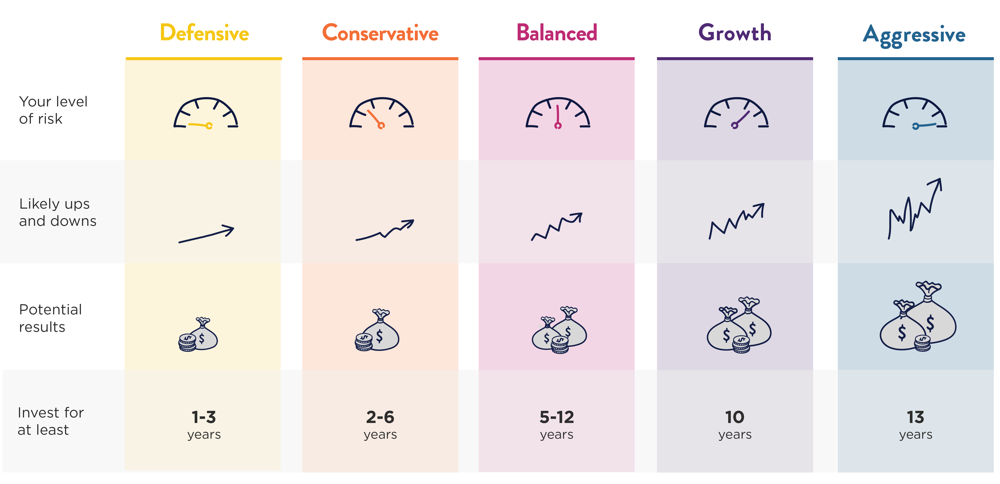 Defensive
Conservative
Balanced
Growth
Aggressive
Your level
of risk
Likely ups
and downs
Potential
results
$ $
$ $
$ $ $
$ $ $
$ $ $
Invest for
at least
1-3
years
2-6
years
5-12
years
10
years
13
years